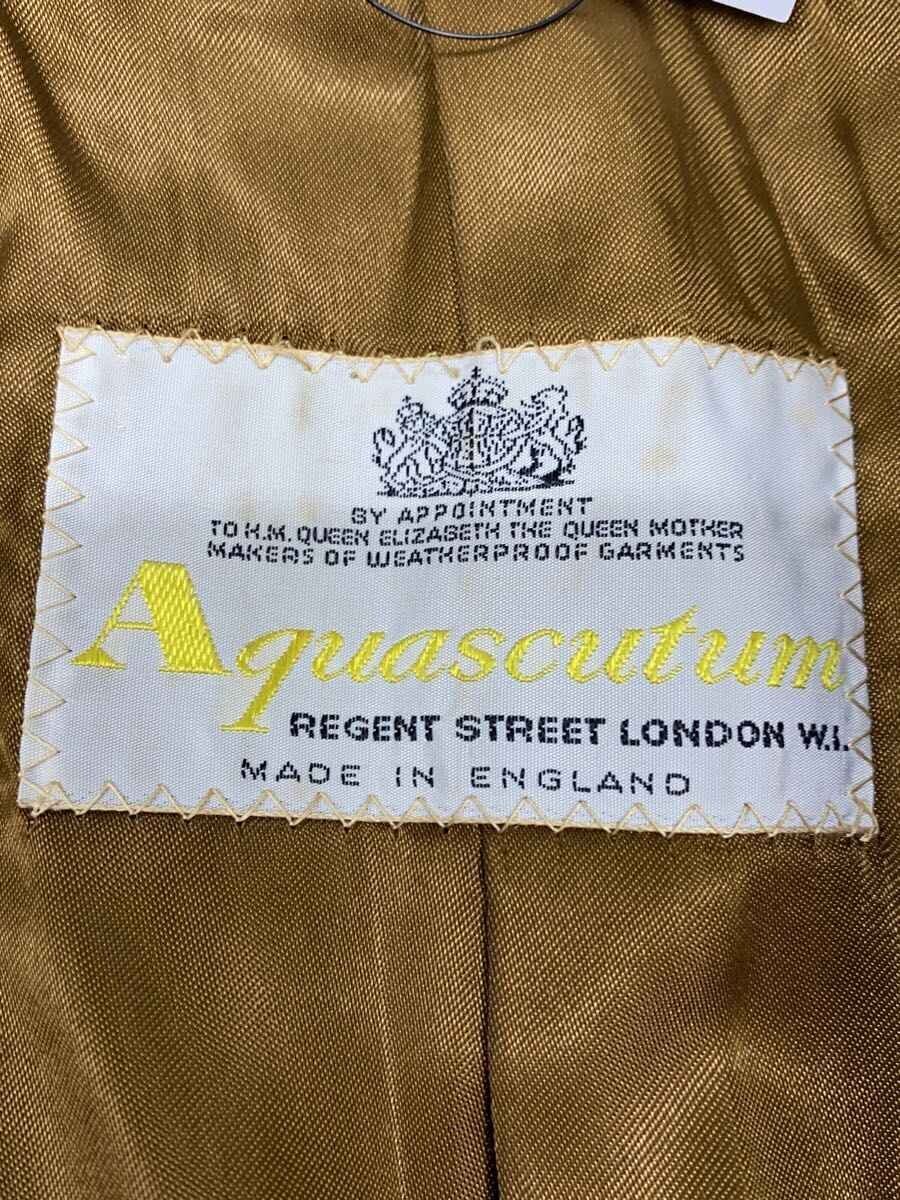 BY APPOINTMENT
TO H.M. QUEEN ELIZABETH THE QUEEN MOTHER
MAKERS OF WEATHERPROOF GARMENTS
Aquascutum
REGENT STREET LONDON W.I.
MADE IN ENGLAND